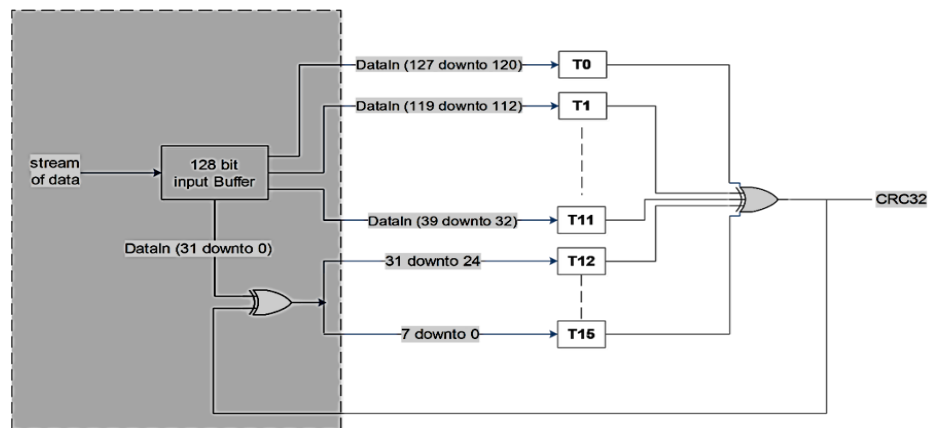 DataIn (127 downto 120)
T0
DataIn (119 downto 112)
T1
stream
of data
128 bit
input Buffer
CRC32
DataIn (39 downto 32)
T11
DataIn (31 downto 0)
31 downto 24
T12
7 downto 0
T15